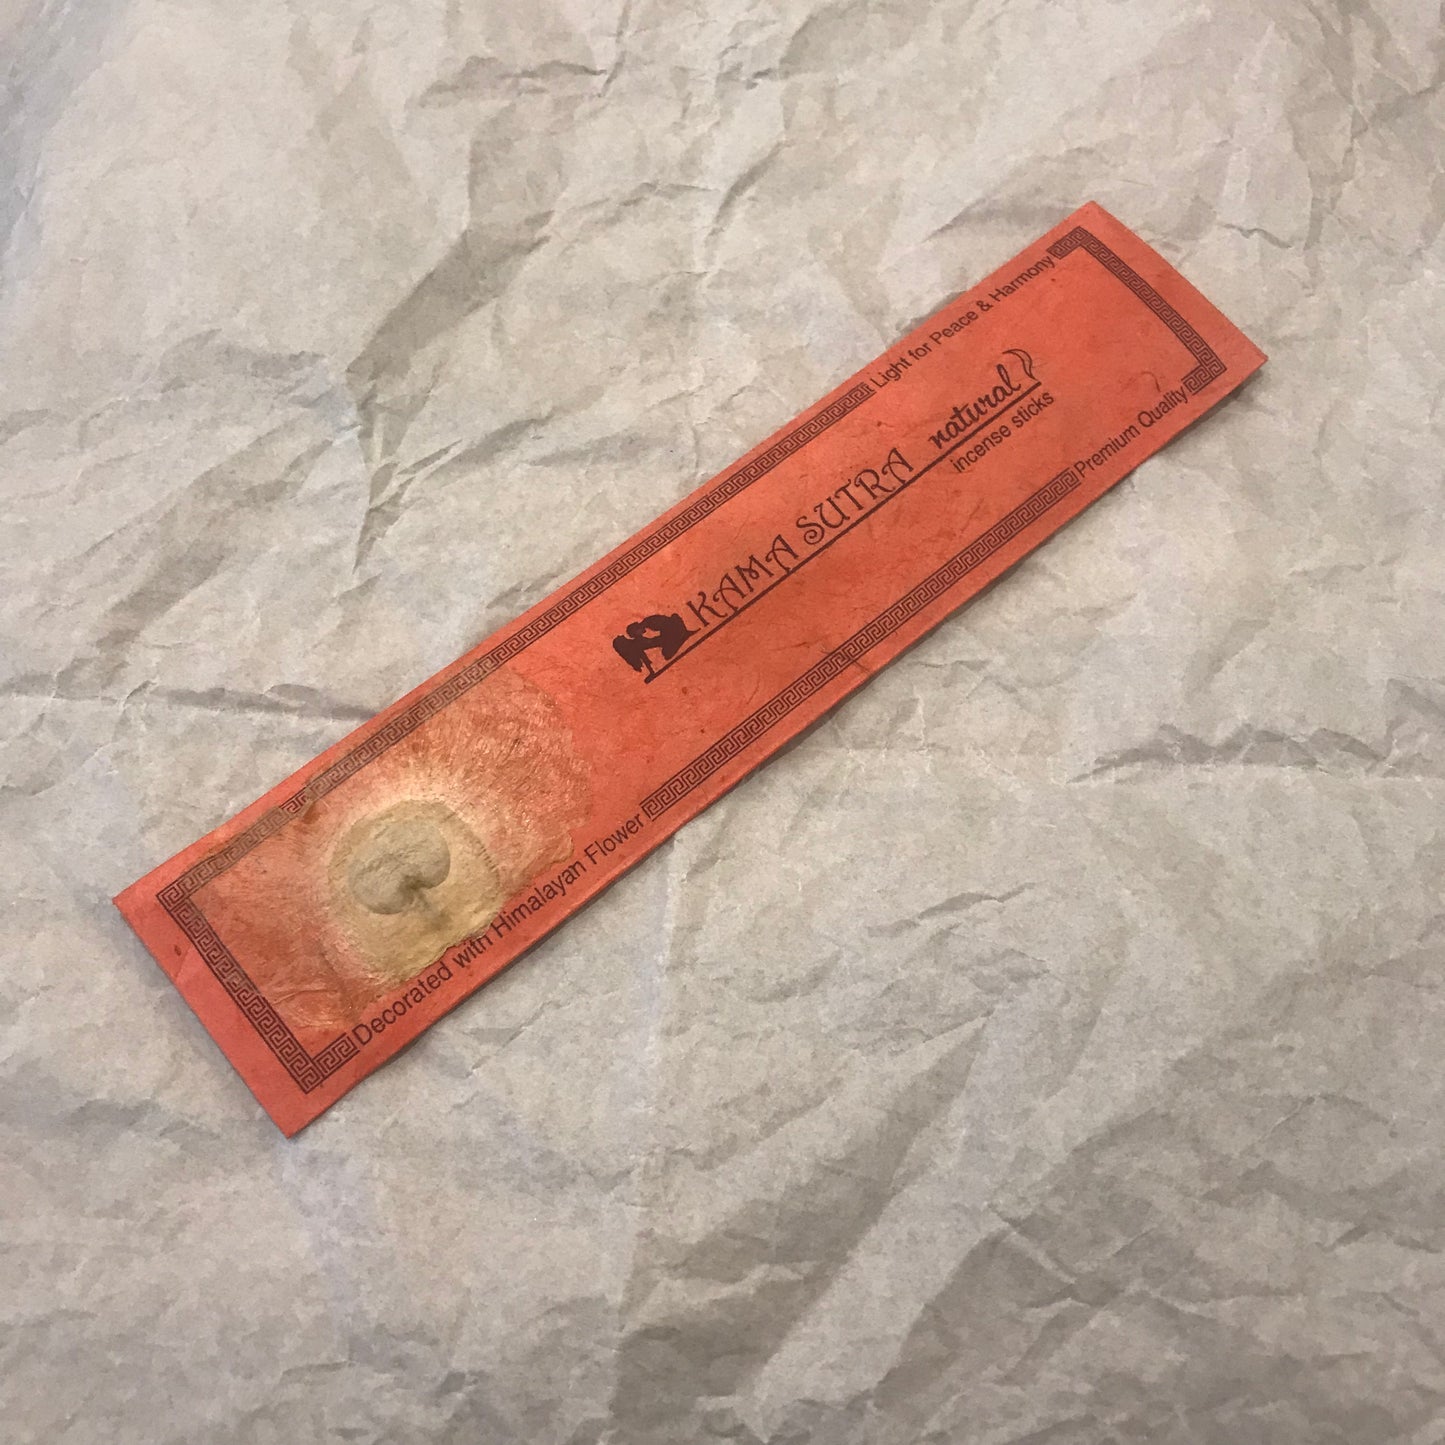 Light for Peace & Harmony
KAMA SUTRA natural
incense sticks
Premium Quality
Decorated with Himalayan Flower